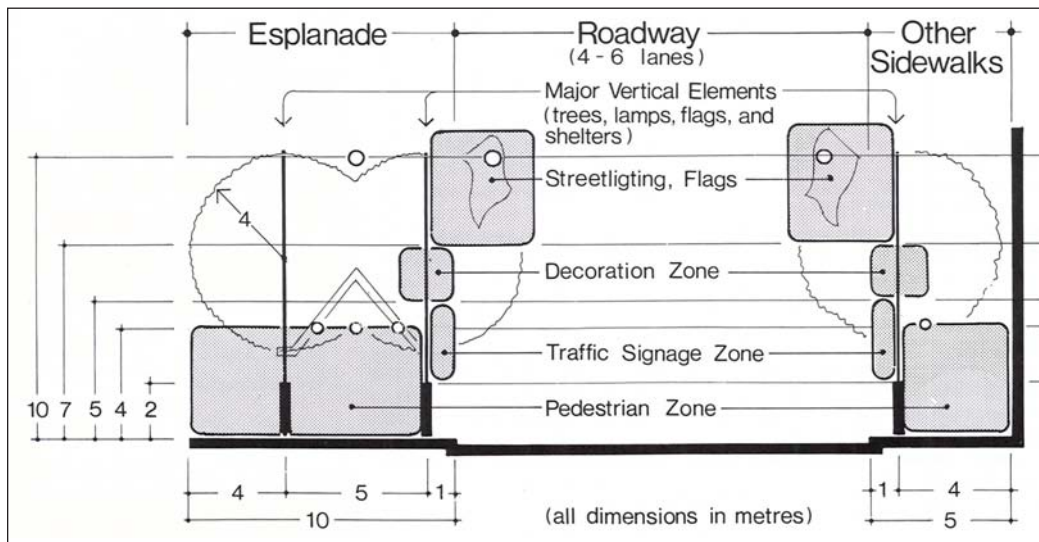 Esplanade
Roadway
(4-6 lanes)
Other
Sidewalks
Major Vertical Elements
(trees, lamps, flags, and
shelters)
Streetligting, Flags
4
Decoration Zone
Traffic Signage Zone
Pedestrian Zone
10 7 5 4 2
4 5 1
10
(all dimensions in metres)
1 4
5